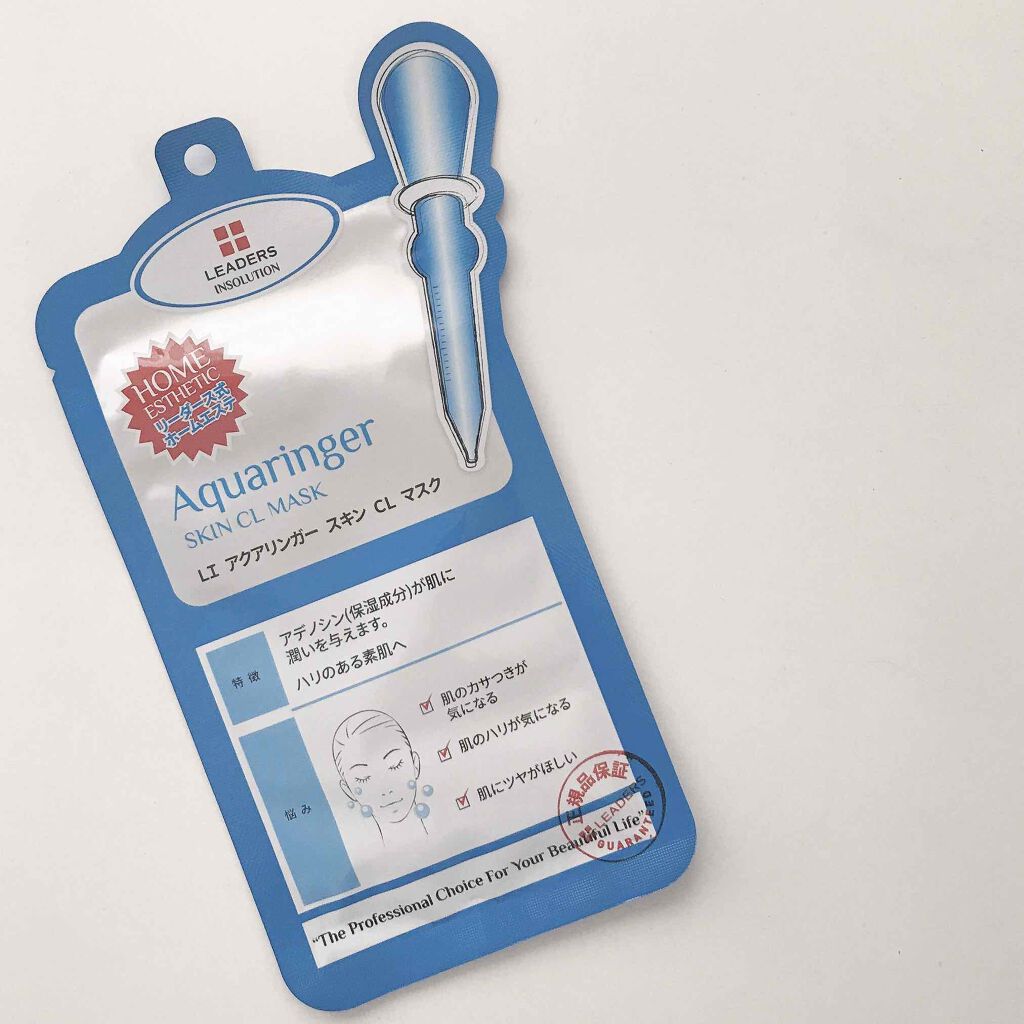 LEADERS
INSOLUTION
HOME
ESTHETIC
リーダース式
ホームエステ
Aquaringer
SKIN CL MASK
LI アクアリンガー スキン CL マスク
特徴
アデノシン(保湿成分)が肌に
潤いを与えます。
ハリのある素肌へ
悩み
肌のカサつきが
気になる
肌のハリが気になる
肌にツヤがほしい
正規品保証
LEADERS
GUARANTEED
“The Professional Choice For Your Beautiful Life”